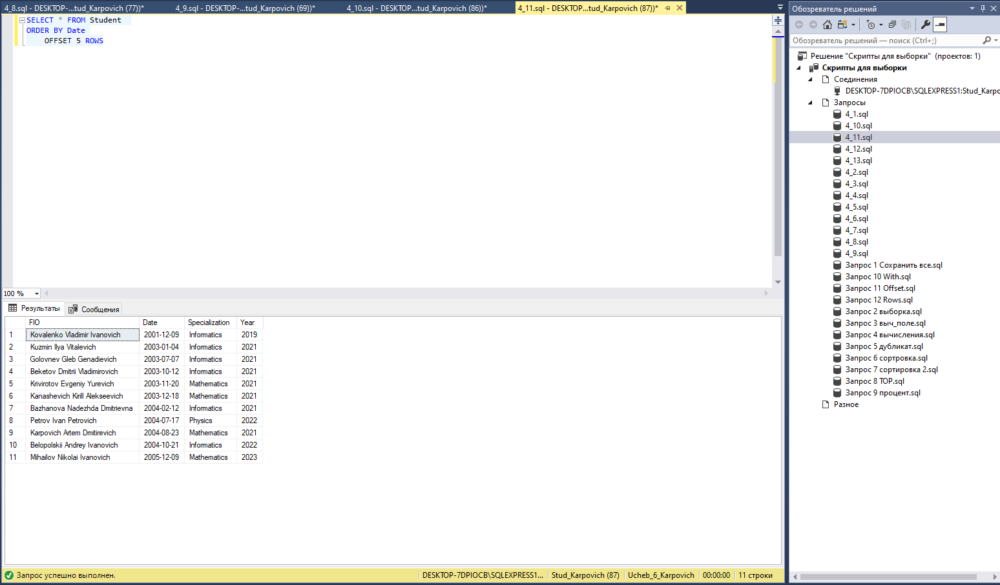 4_8.sql - DESKTOP-...tud_Karpovich (77))*
4_9.sql - DESKTOP-...tud_Karpovich (69))*
4_10.sql - DESKTOP...tud_Karpovich (86))*
4_11.sql - DESKTOP...tud_Karpovich (87))*
SELECT * FROM Student
ORDER BY Date
OFFSET 5 ROWS
100 %
Результаты
Сообщения
FIO Date Specialization Year
1 Kovalenko Vladimir Ivanovich 2001-12-09 Informatics 2019
2 Kuzmin Ilya Vitalevich 2003-01-04 Informatics 2021
3 Golovnev Gleb Genadievich 2003-07-07 Informatics 2021
4 Beketov Dmitrii Vladimirovich 2003-10-12 Informatics 2021
5 Krivirotov Evgeniy Yurevich 2003-11-20 Mathematics 2021
6 Kanashevich Kirill Alekseevich 2003-12-18 Mathematics 2021
7 Bazhanova Nadezhda Dmitrievna 2004-02-12 Informatics 2021
8 Petrov Ivan Petrovich 2004-07-17 Physics 2022
9 Karpovich Artem Dmitirevich 2004-08-23 Mathematics 2021
10 Belopolskii Andrey Ivanovich 2004-10-21 Informatics 2022
11 Mihailov Nikolai Ivanovich 2005-12-09 Mathematics 2023
Запрос успешно выполнен.
DESKTOP-7DPIOCB\SQLEXPRESS1...
Stud_Karpovich (87)
Ucheb_6_Karpovich
00:00:00
11 строки
Обозреватель решений
Обозреватель решений — поиск (Ctrl+;)
Решение "Скрипты для выборки" (проектов: 1)
Скрипты для выборки
Соединения
DESKTOP-7DPIOCB\SQLEXPRESS1:Stud_Karpo
Запросы
4_1.sql
4_10.sql
4_11.sql
4_12.sql
4_13.sql
4_2.sql
4_3.sql
4_4.sql
4_5.sql
4_6.sql
4_7.sql
4_8.sql
4_9.sql
Запрос 1 Сохранить все.sql
Запрос 10 With.sql
Запрос 11 Offset.sql
Запрос 12 Rows.sql
Запрос 2 выборка.sql
Запрос 3 выч_поле.sql
Запрос 4 вычисления.sql
Запрос 5 дубликат.sql
Запрос 6 сортровка.sql
Запрос 7 сортировка 2.sql
Запрос 8 TOP.sql
Запрос 9 процент.sql
Разное